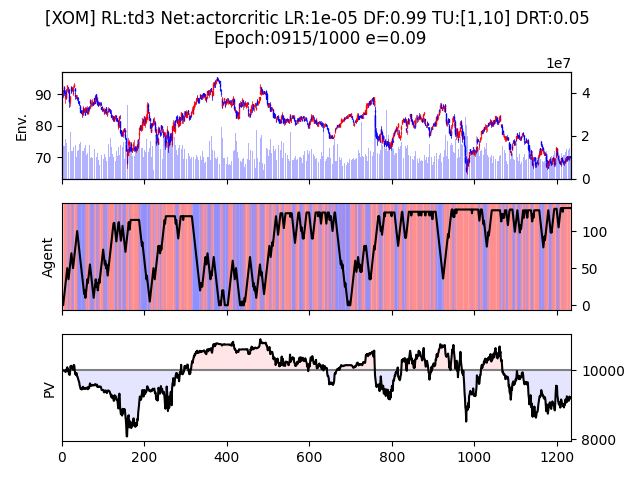 [XOM] RL:td3 Net:actorcritic LR:1e-05 DF:0.99 TU:[1,10] DRT:0.05
Epoch:0915/1000 e=0.09
1e7
90
80
70
Env.
4
2
0
Agent
100
50
0
PV
10000
8000
0 200 400 600 800 1000 1200